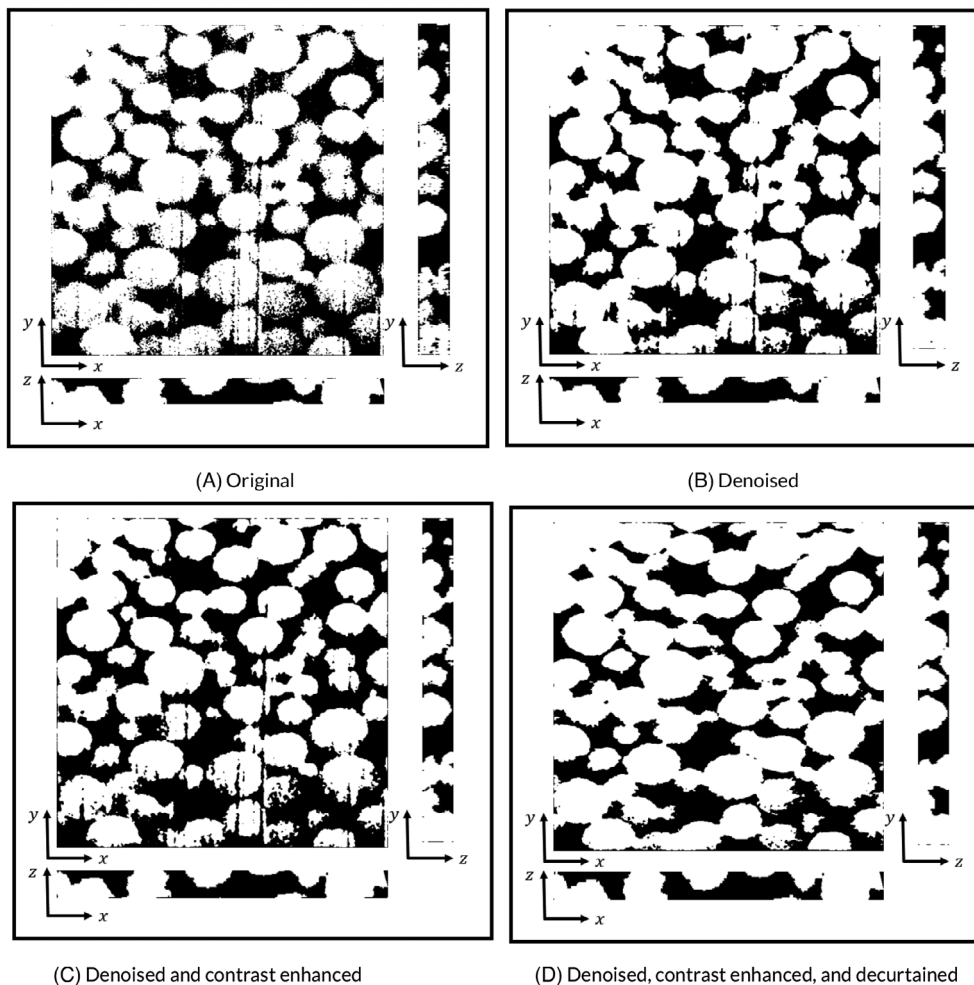 y
x
z
z
x
y
x
z
z
x
(A) Original
(B) Denoised
y
x
z
z
x
y
x
z
z
x
(C) Denoised and contrast enhanced
(D) Denoised, contrast enhanced, and decurtained